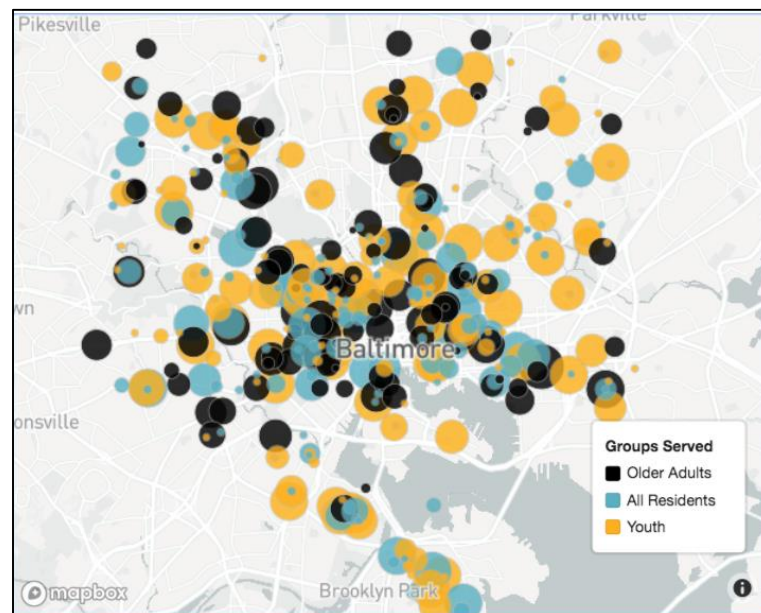 Pikesville
Parkville
wn
Baltimore
onsville
Groups Served
Older Adults
All Residents
Youth
mapbox
Brooklyn Park